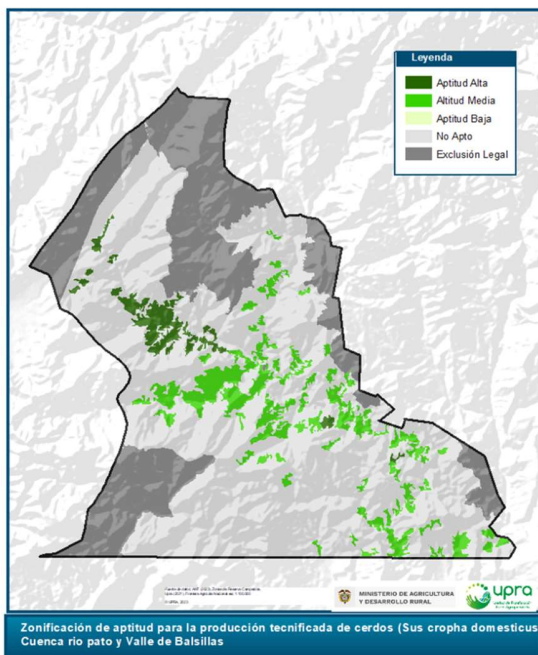 Leyenda
Aptitud Alta
Altitud Media
Aptitud Baja
No Apto
Exclusión Legal
MINISTERIO DE AGRICULTURA
Y DESARROLLO RURAL
upra
Zonificación de aptitud para la producción tecnificada de cerdos (Sus cropha domesticus
Cuenca rio pato y Valle de Balsillas